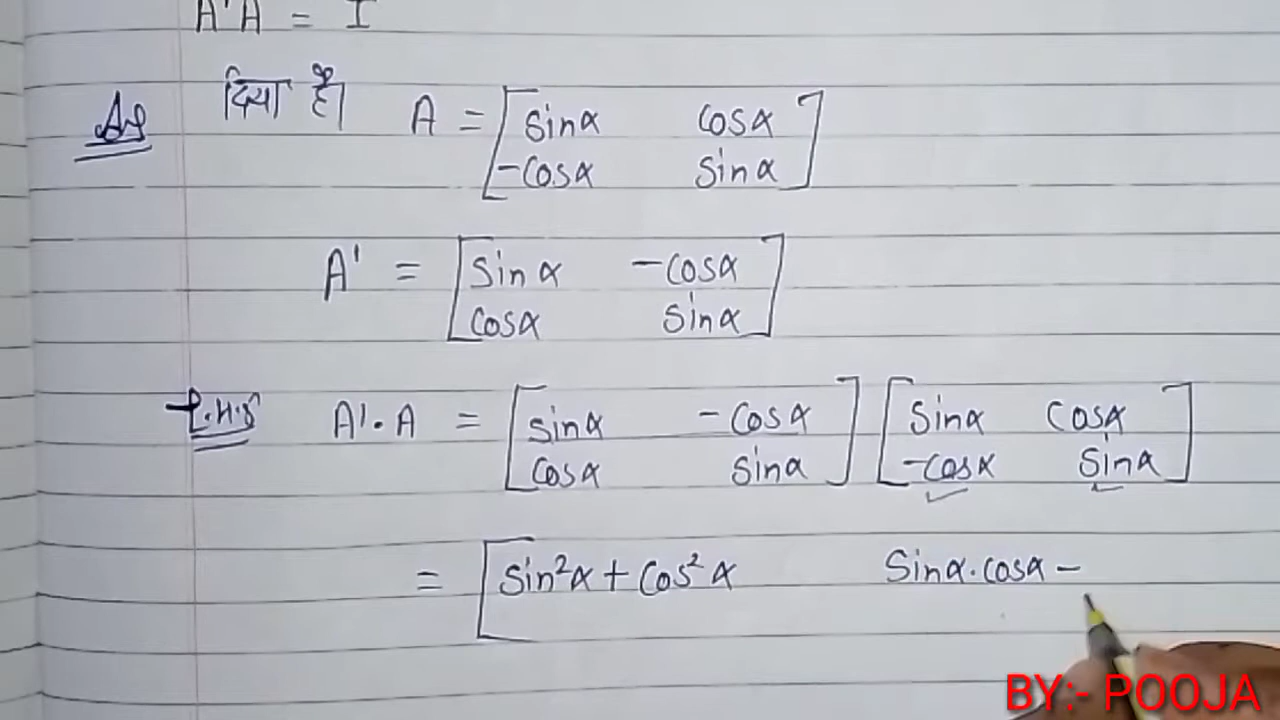 A'A = I
Ans दिया है। A = [sinα cosα
-cosα sinα]
A' = [sinα -cosα
cosα sinα]
L.H.S A'.A = [sinα -cosα] [sinα cosα
cosα sinα] -cosα sinα]
= [sin²α + cos²α sinα.cosα -
BY:- POOJA